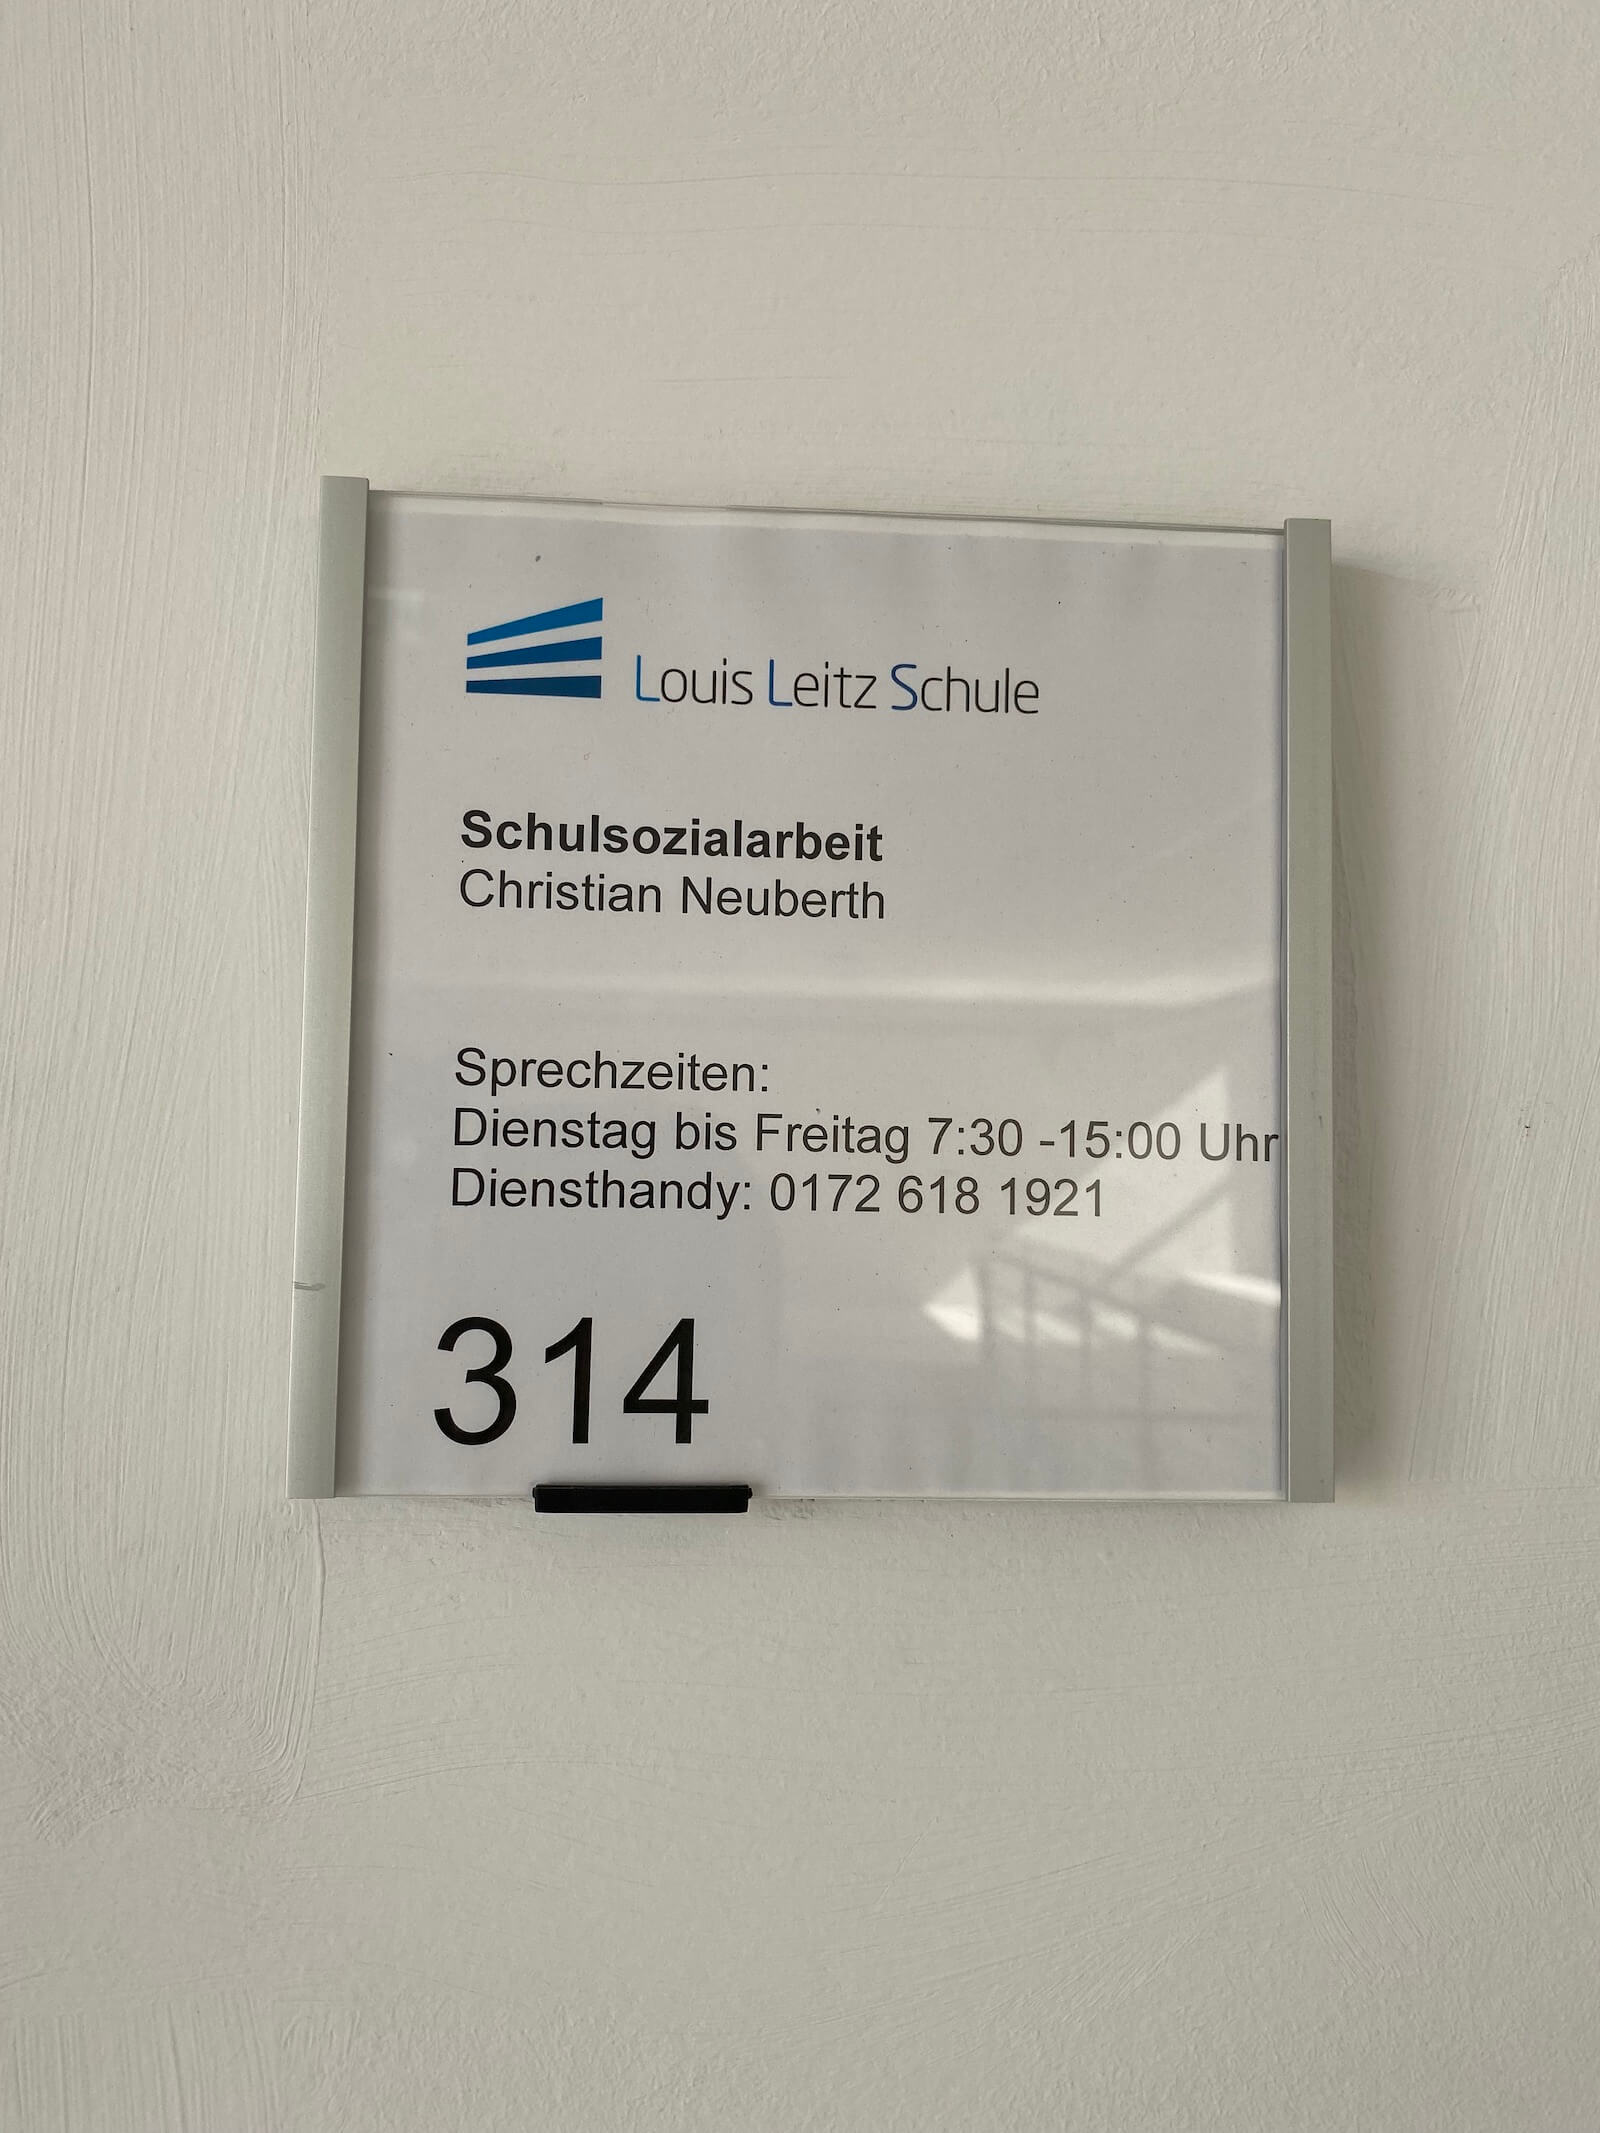 Louis Leitz Schule
Schulsozialarbeit
Christian Neuberth
Sprechzeiten:
Dienstag bis Freitag 7:30 -15:00 Uhr
Diensthandy: 0172 618 1921
314